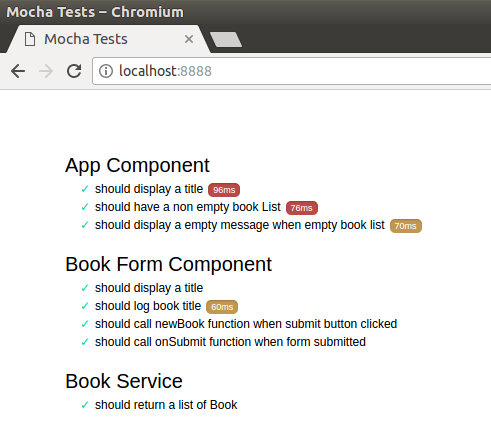 Mocha Tests – Chromium
Mocha Tests
localhost:8888
App Component
✓ should display a title 96ms
✓ should have a non empty book List 76ms
✓ should display a empty message when empty book list 70ms
Book Form Component
✓ should display a title
✓ should log book title 60ms
✓ should call newBook function when submit button clicked
✓ should call onSubmit function when form submitted
Book Service
✓ should return a list of Book